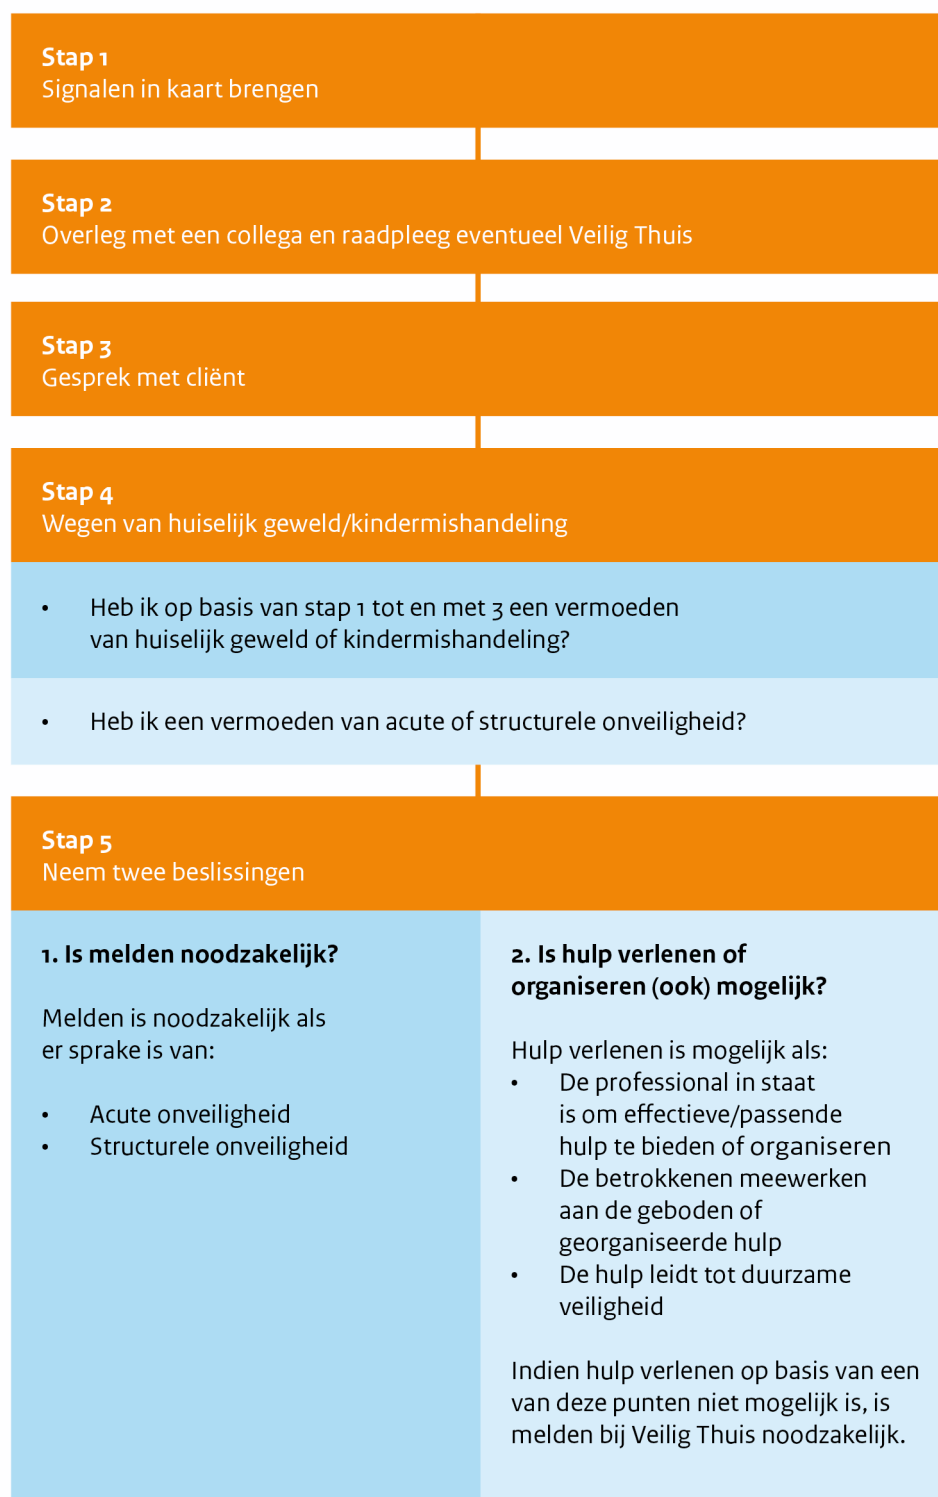 Stap 1
Signalen in kaart brengen
Stap 2
Overleg met een collega en raadpleeg eventueel Veilig Thuis
Stap 3
Gesprek met cliënt
Stap 4
Wegen van huiselijk geweld/kindermishandeling
• Heb ik op basis van stap 1 tot en met 3 een vermoeden
van huiselijk geweld of kindermishandeling?
• Heb ik een vermoeden van acute of structurele onveiligheid?
Stap 5
Neem twee beslissingen
1. Is melden noodzakelijk?
Melden is noodzakelijk als
er sprake is van:
• Acute onveiligheid
• Structurele onveiligheid
2. Is hulp verlenen of
organiseren (ook) mogelijk?
Hulp verlenen is mogelijk als:
• De professional in staat
is om effectieve/passende
hulp te bieden of organiseren
• De betrokkenen meewerken
aan de geboden of
georganiseerde hulp
• De hulp leidt tot duurzame
veiligheid
Indien hulp verlenen op basis van een
van deze punten niet mogelijk is, is
melden bij Veilig Thuis noodzakelijk.